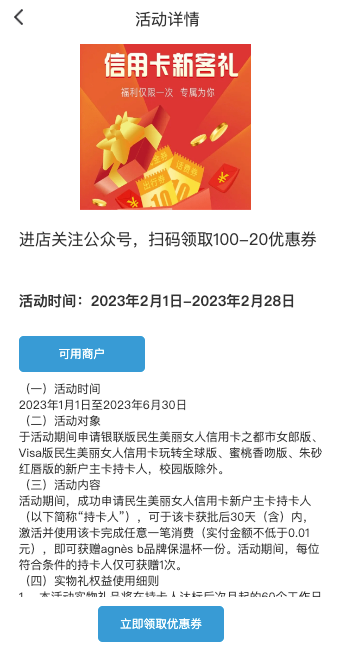 活动详情
信用卡新客礼
福利仅限一次 专属为你
金券
话费券
出行券
10%
进店关注公众号，扫码领取100-20优惠券
活动时间：2023年2月1日-2023年2月28日
可用商户
（一）活动时间
2023年1月1日至2023年6月30日
（二）活动对象
于活动期间申请银联版民生美丽女人信用卡之都市女郎版、
Visa版民生美丽女人信用卡玩转全球版、蜜桃香吻版、朱砂
红唇版的新户主卡持卡人，校园版除外。
（三）活动内容
活动期间，成功申请民生美丽女人信用卡新户主卡持卡人
（以下简称“持卡人”），可于该卡获批后30天（含）内，
激活并使用该卡完成任意一笔消费（实付金额不低于0.01
元），即可获赠agnès b品牌保温杯一份。活动期间，每位
符合条件的持卡人仅可获赠1次。
（四）实物礼权益使用细则
1、本活动实物礼品将在持卡人达标后次月起的60个工作日
立即领取优惠券